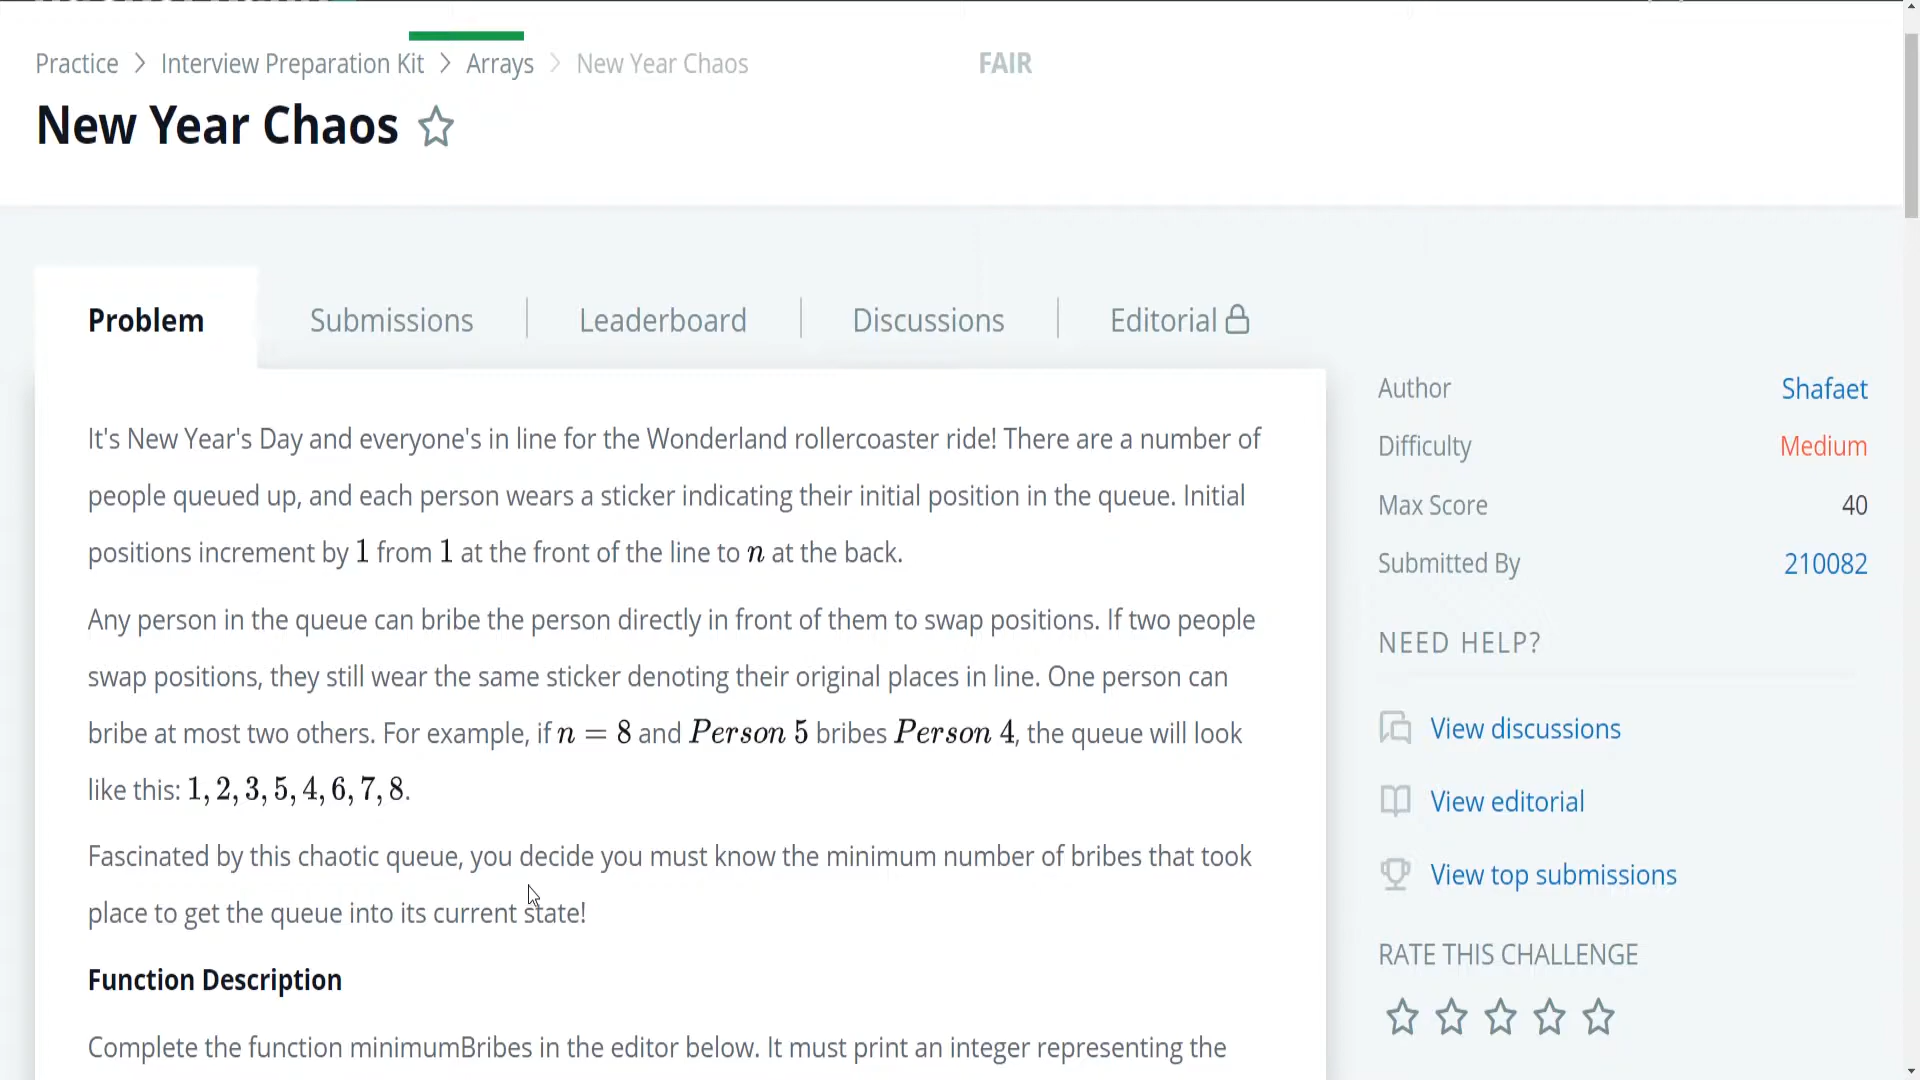 Practice > Interview Preparation Kit > Arrays > New Year Chaos
FAIR
New Year Chaos
Problem
Submissions
Leaderboard
Discussions
Editorial
It's New Year's Day and everyone's in line for the Wonderland rollercoaster ride! There are a number of
people queued up, and each person wears a sticker indicating their initial position in the queue. Initial
positions increment by 1 from 1 at the front of the line to n at the back.
Any person in the queue can bribe the person directly in front of them to swap positions. If two people
swap positions, they still wear the same sticker denoting their original places in line. One person can
bribe at most two others. For example, if n = 8 and Person 5 bribes Person 4, the queue will look
like this: 1, 2, 3, 5, 4, 6, 7, 8.
Fascinated by this chaotic queue, you decide you must know the minimum number of bribes that took
place to get the queue into its current state!
Function Description
Complete the function minimumBribes in the editor below. It must print an integer representing the
Author Shafaet
Difficulty Medium
Max Score 40
Submitted By 210082
NEED HELP?
View discussions
View editorial
View top submissions
RATE THIS CHALLENGE